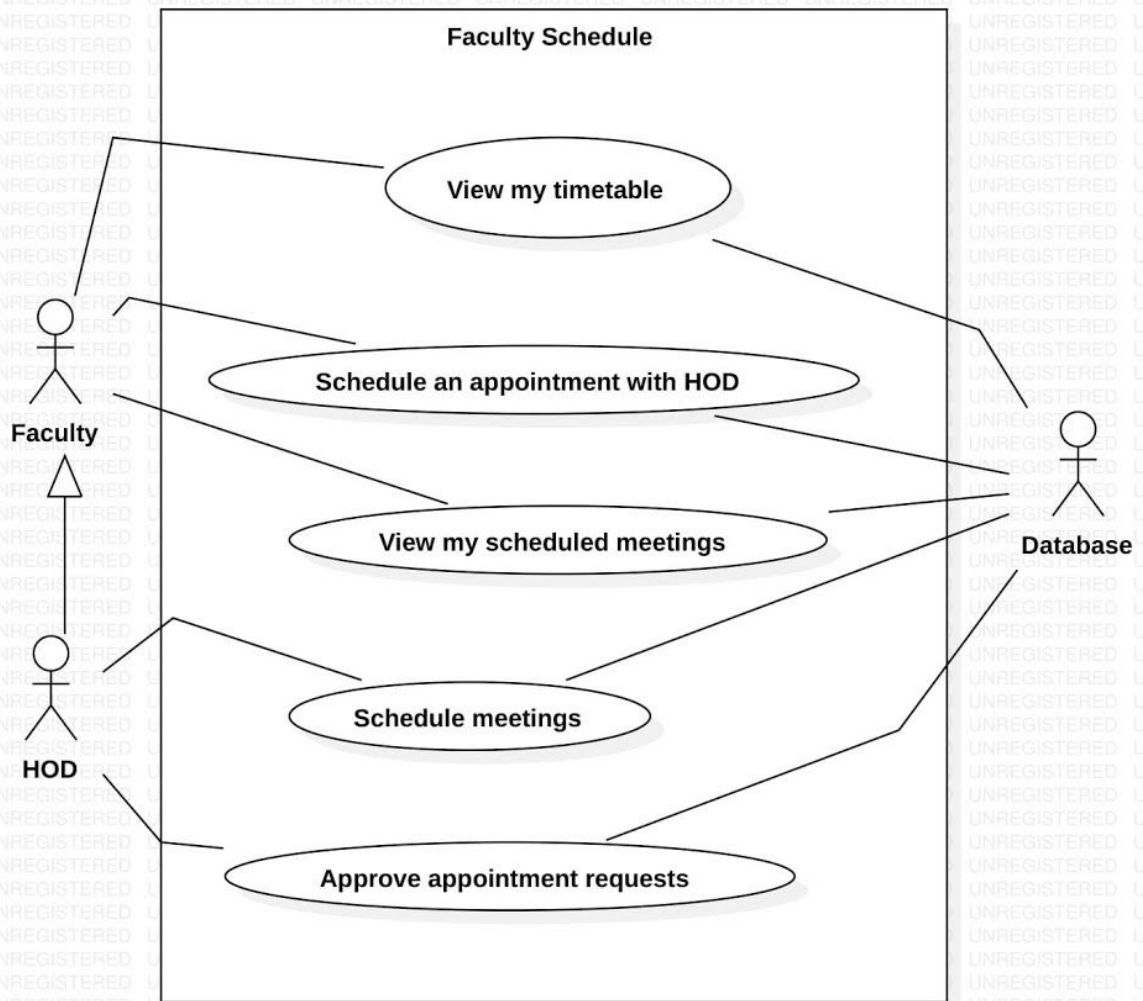 Faculty Schedule
View my timetable
Schedule an appointment with HOD
Faculty
View my scheduled meetings
Database
Schedule meetings
HOD
Approve appointment requests
UNREGISTERED